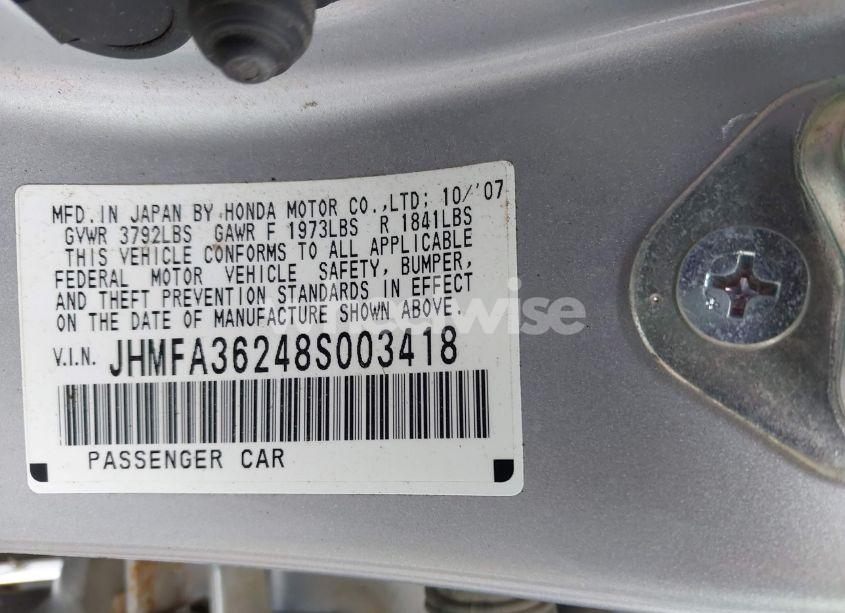 MFD. IN JAPAN BY HONDA MOTOR CO.,LTD; 10/'07
GVWR 3792LBS GAWR F 1973LBS R 1841LBS
THIS VEHICLE CONFORMS TO ALL APPLICABLE
FEDERAL MOTOR VEHICLE SAFETY, BUMPER,
AND THEFT PREVENTION STANDARDS IN EFFECT
ON THE DATE OF MANUFACTURE SHOWN ABOVE.
wheelwise
V.I.N. JHMFA36248S003418
PASSENGER CAR